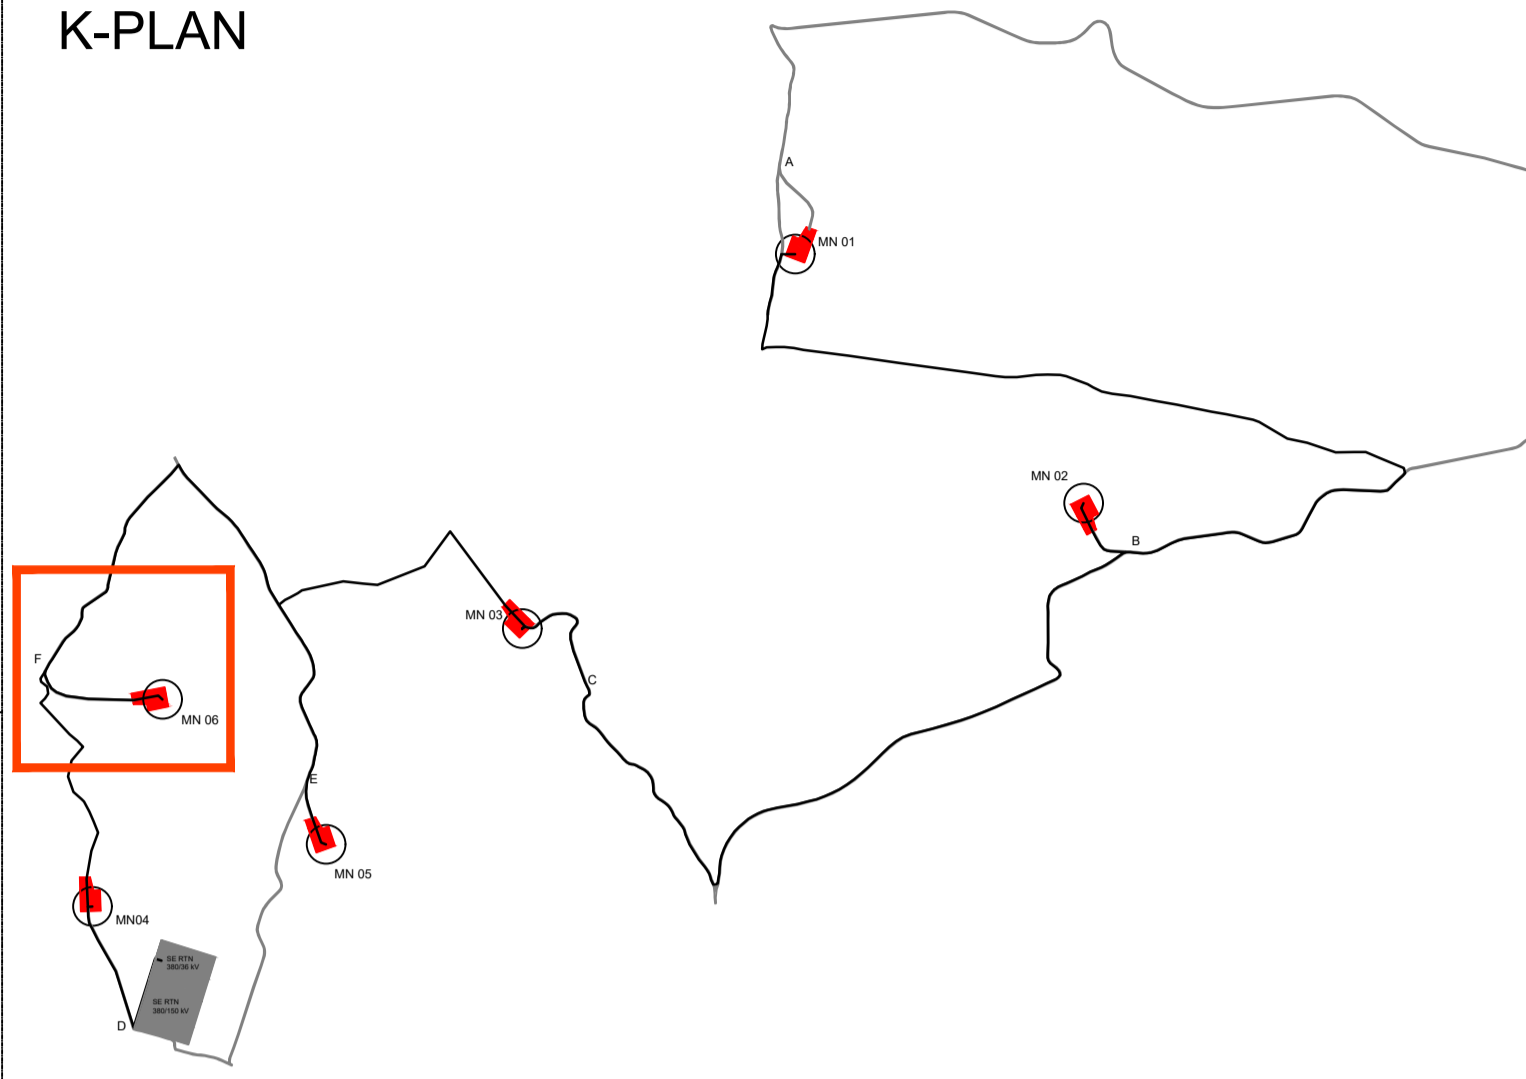 K-PLAN
A
MN 01
MN 02
B
MN 03
F
C
MN 06
E
MN 05
MN04
SE RTN
380/36 kV
SE RTN
380/150 kV
D